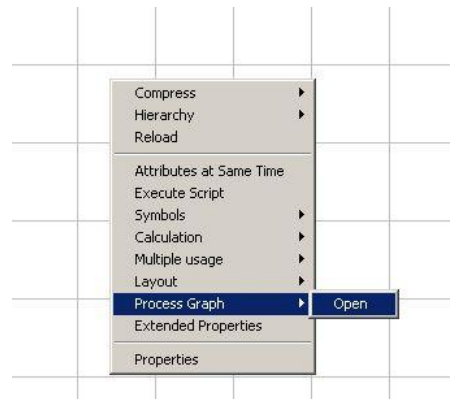 Compress
Hierarchy
Reload
Attributes at Same Time
Execute Script
Symbols
Calculation
Multiple usage
Layout
Process Graph
Open
Extended Properties
Properties